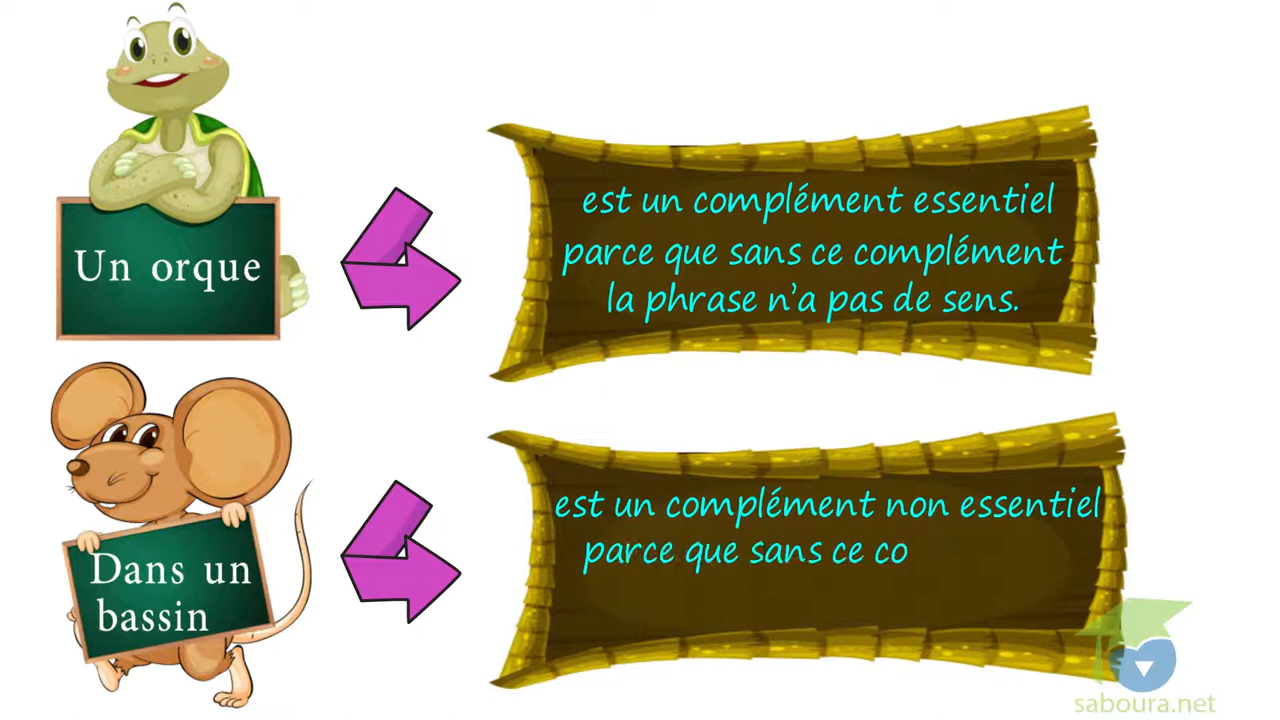 Un orque
est un complément essentiel
parce que sans ce complément
la phrase n'a pas de sens.
Dans un
bassin
est un complément non essentiel
parce que sans ce co
saboura.net